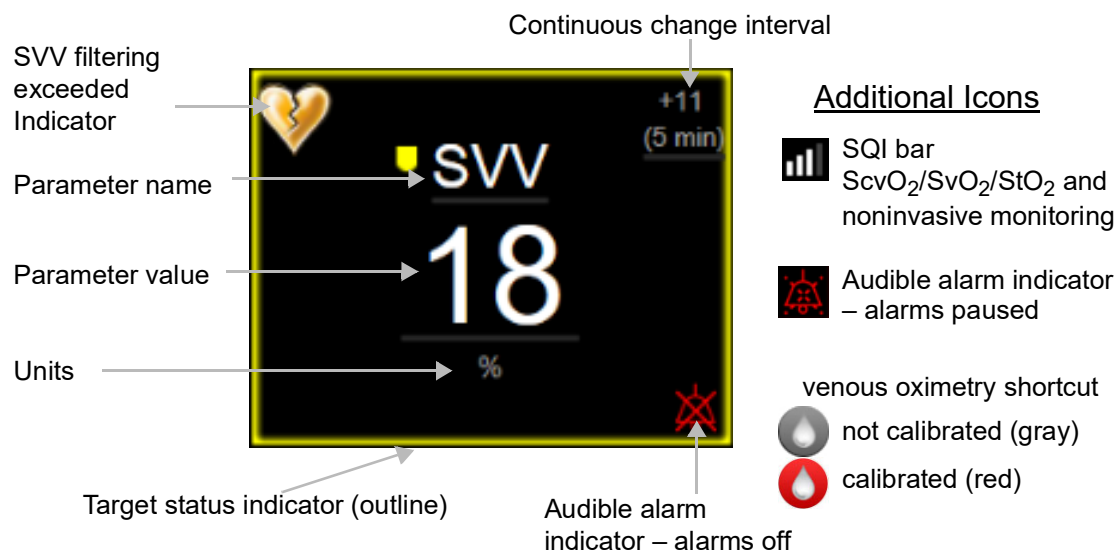 Continuous change interval
SVV filtering
exceeded
Indicator
+11
(5 min)
SVV
18
%
Parameter name
Parameter value
Units
Target status indicator (outline)
Audible alarm
indicator – alarms off
Additional Icons
SQI bar
ScvO₂/SvO₂/StO₂ and
noninvasive monitoring
Audible alarm indicator
– alarms paused
venous oximetry shortcut
not calibrated (gray)
calibrated (red)